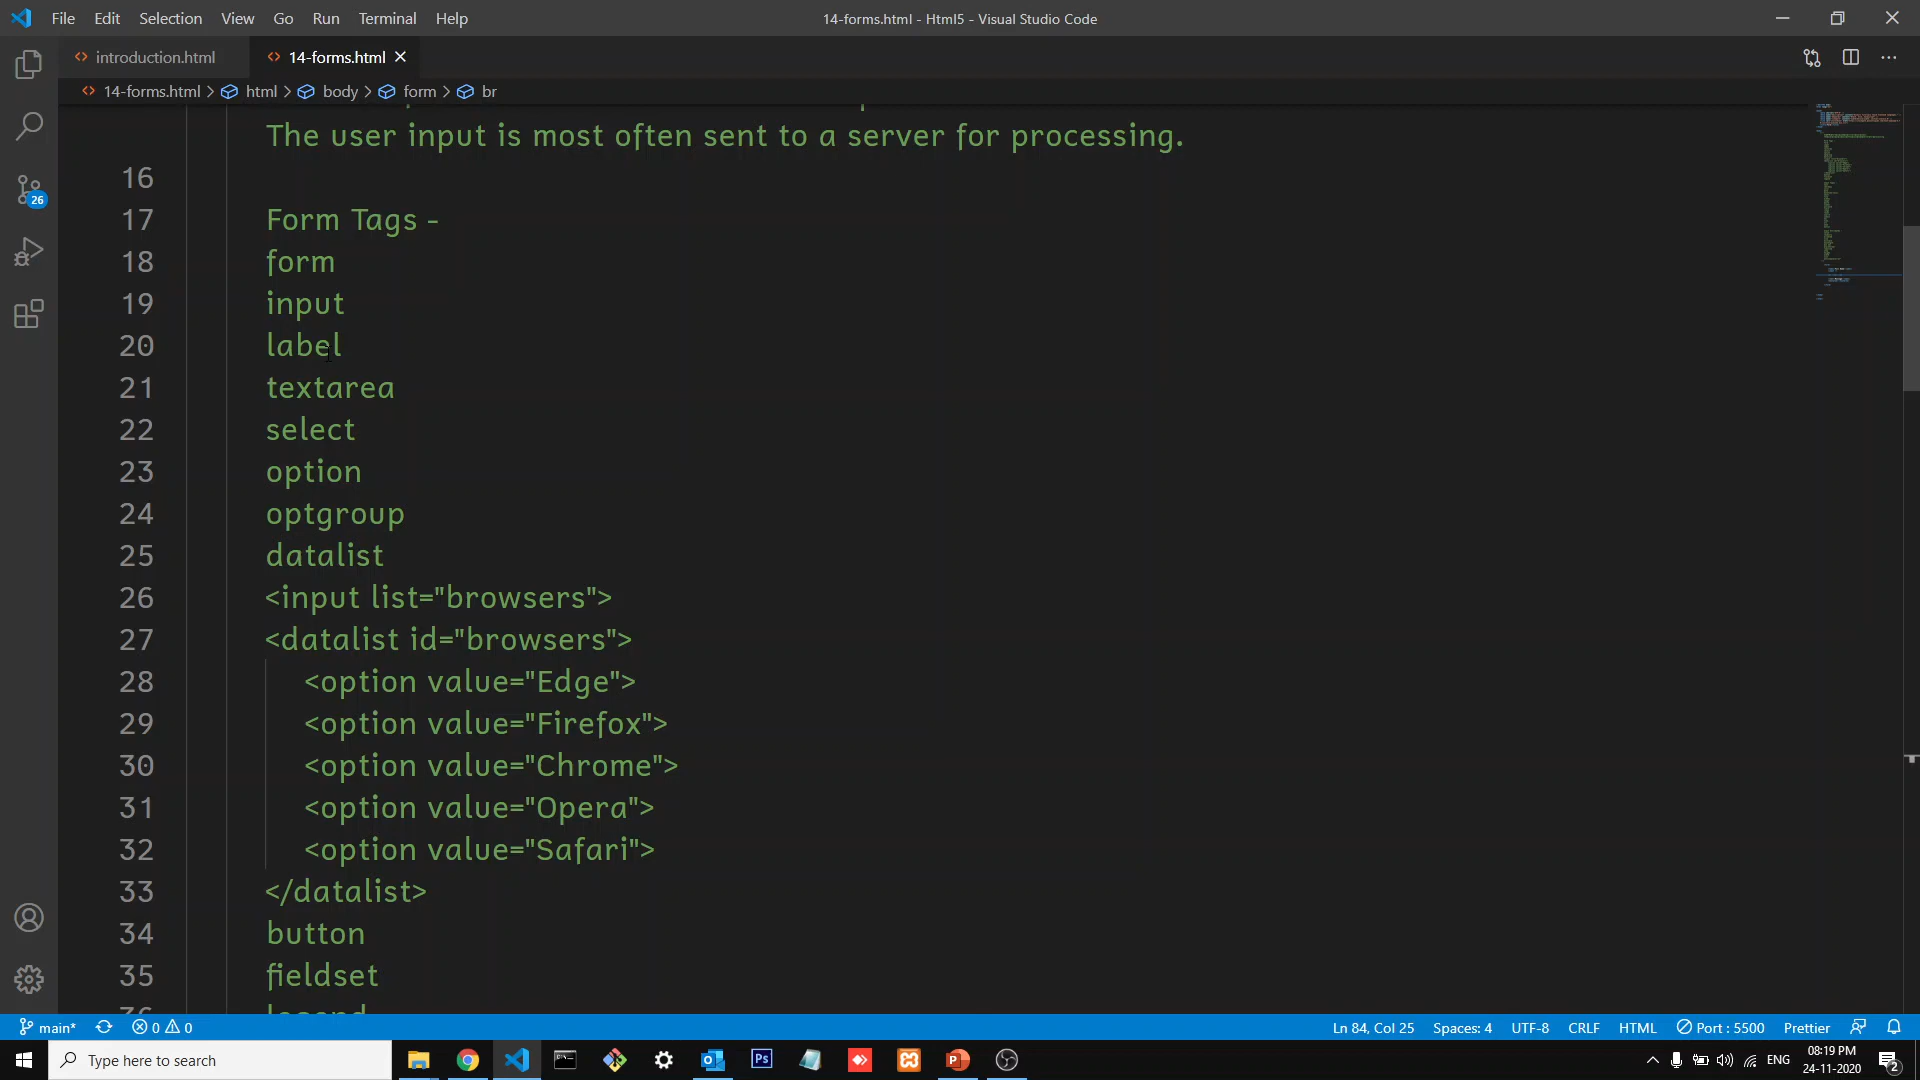 File Edit Selection View Go Run Terminal Help 14-forms.html - Html5 - Visual Studio Code
introduction.html 14-forms.html
14-forms.html > html > body > form > br
The user input is most often sent to a server for processing.
16
17 Form Tags -
18 form
19 input
20 label
21 textarea
22 select
23 option
24 optgroup
25 datalist
26 <input list="browsers">
27 <datalist id="browsers">
28 <option value="Edge">
29 <option value="Firefox">
30 <option value="Chrome">
31 <option value="Opera">
32 <option value="Safari">
33 </datalist>
34 button
35 fieldset
36 legend
26
main* 0 0 Ln 84, Col 25 Spaces: 4 UTF-8 CRLF HTML Port : 5500 Prettier
Type here to search Ps ENG 08:19 PM
24-11-2020 2